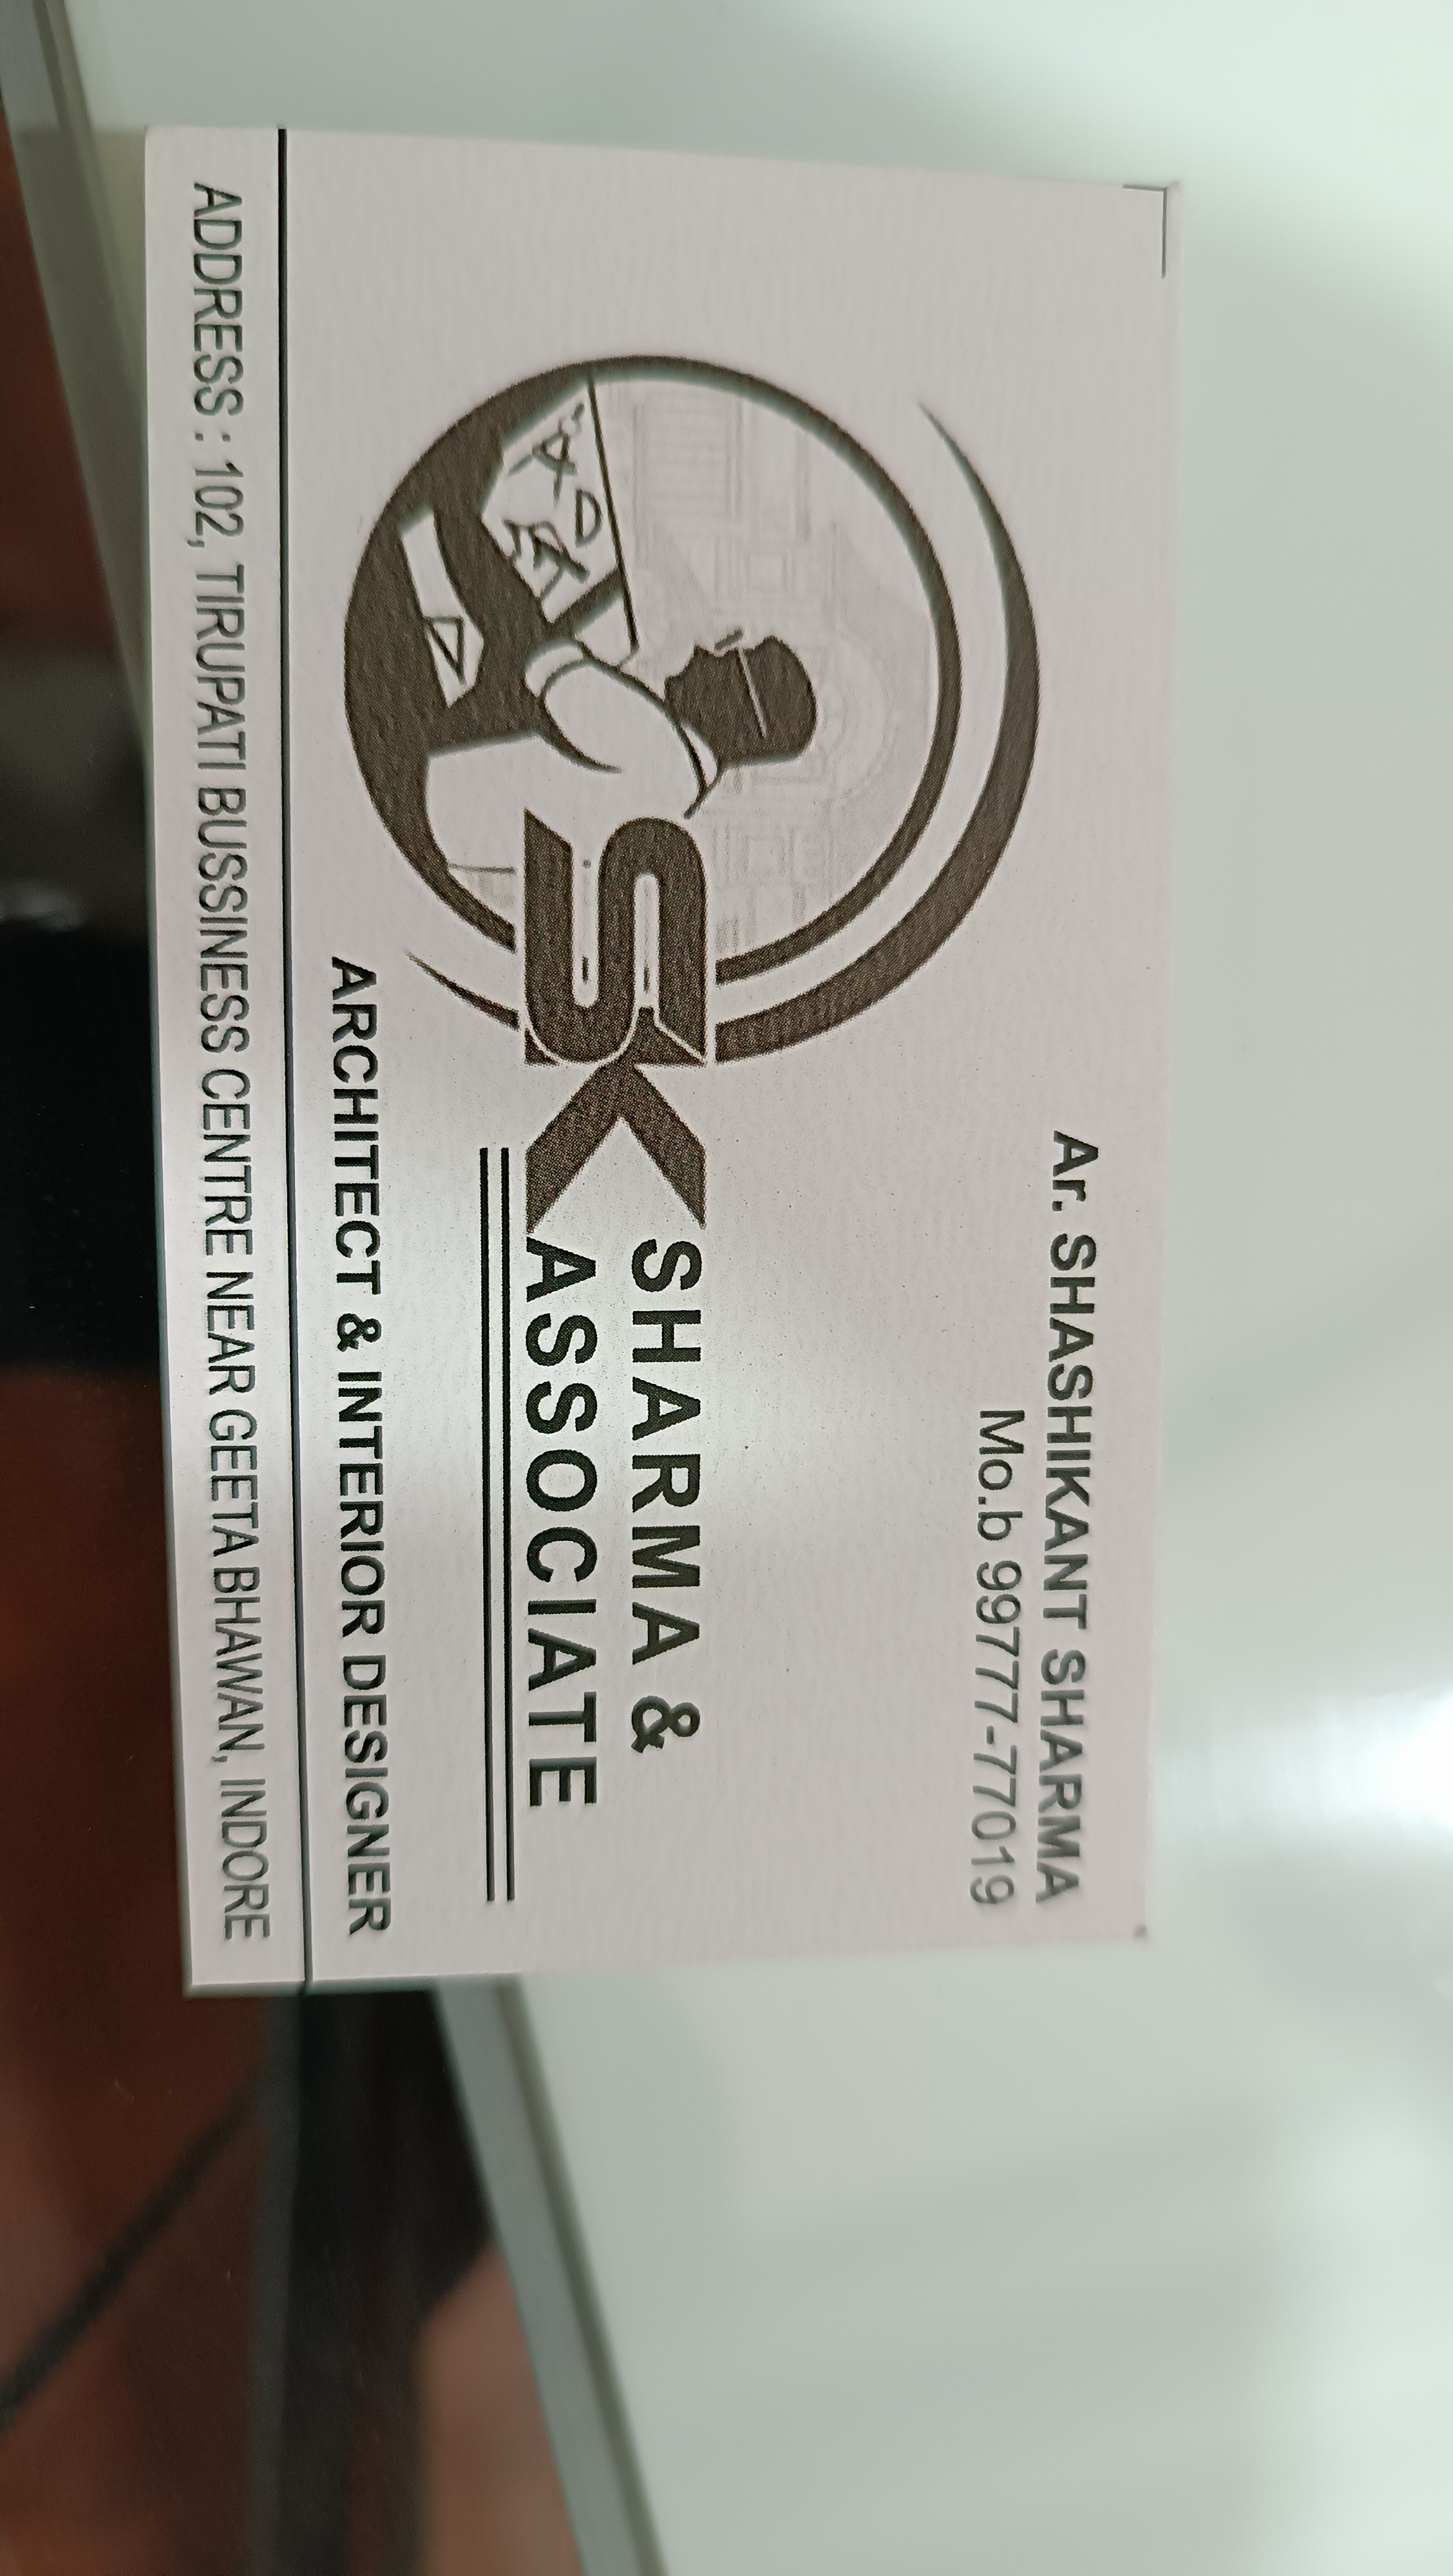 Ar. SHASHIKANT SHARMA
Mo.b 99777-77019
SK
SHARMA &
ASSOCIATE
ARCHITECT & INTERIOR DESIGNER
ADDRESS : 102, TIRUPATI BUSSINESS CENTRE NEAR GEETA BHAWAN, INDORE